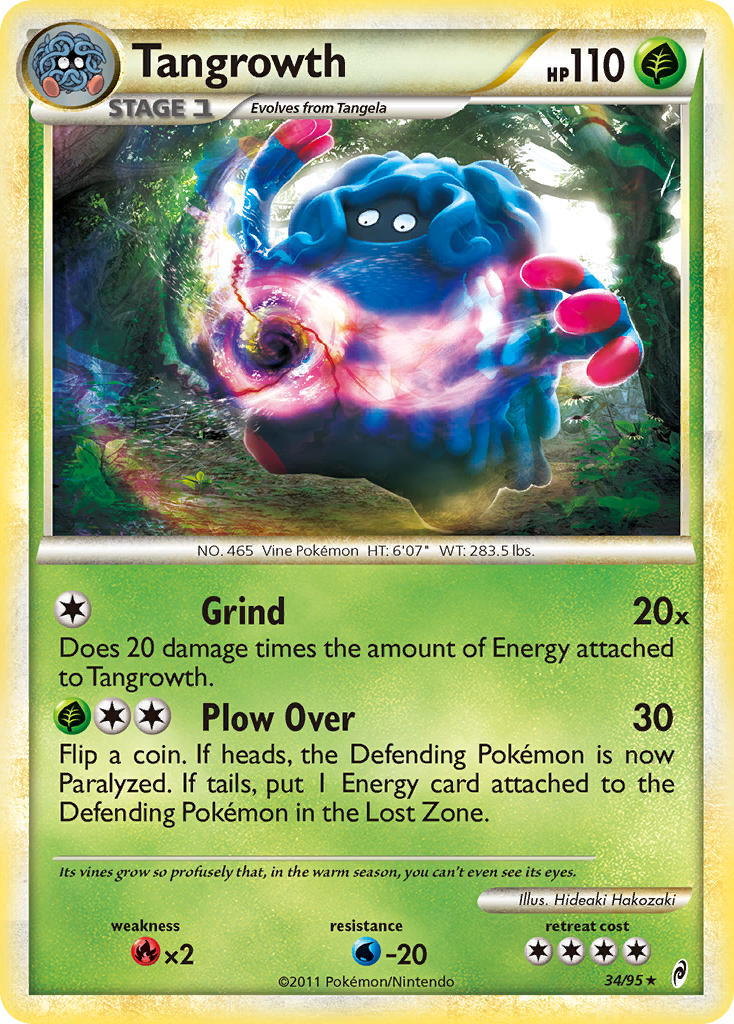 Tangrowth
HP110
STAGE 1
Evolves from Tangela
NO. 465 Vine Pokémon HT: 6'07" WT: 283.5 lbs.
Grind 20x
Does 20 damage times the amount of Energy attached
to Tangrowth.
Plow Over 30
Flip a coin. If heads, the Defending Pokémon is now
Paralyzed. If tails, put 1 Energy card attached to the
Defending Pokémon in the Lost Zone.
Its vines grow so profusely that, in the warm season, you can't even see its eyes.
Illus. Hideaki Hakozaki
weakness resistance retreat cost
×2 -20
©2011 Pokémon/Nintendo 34/95 ★